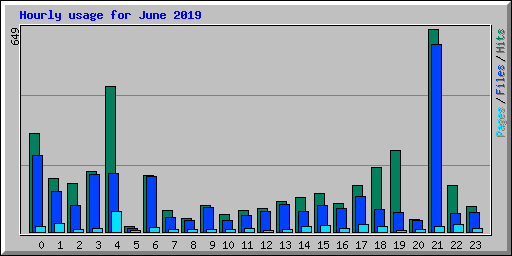 Hourly usage for June 2019
649
Pages / Files / Hits
0 1 2 3 4 5 6 7 8 9 10 11 12 13 14 15 16 17 18 19 20 21 22 23